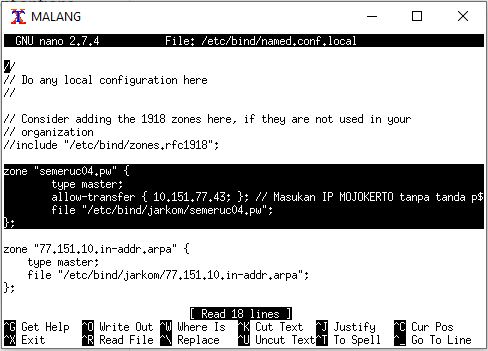 MALANG
GNU nano 2.7.4 File: /etc/bind/named.conf.local
//
// Do any local configuration here
//
// Consider adding the 1918 zones here, if they are not used in your
// organization
//include "/etc/bind/zones.rfc1918";
zone "semeruc04.pw" {
type master;
allow-transfer { 10.151.77.43; }; // Masukan IP MOJOKERTO tanpa tanda p$
file "/etc/bind/jarkom/semeruc04.pw";
};
zone "77.151.10.in-addr.arpa" {
type master;
file "/etc/bind/jarkom/77.151.10.in-addr.arpa";
};
[ Read 18 lines ]
^G Get Help ^O Write Out ^W Where Is ^K Cut Text ^J Justify ^C Cur Pos
^X Exit ^R Read File ^\ Replace ^U Uncut Text ^T To Spell ^_ Go To Line